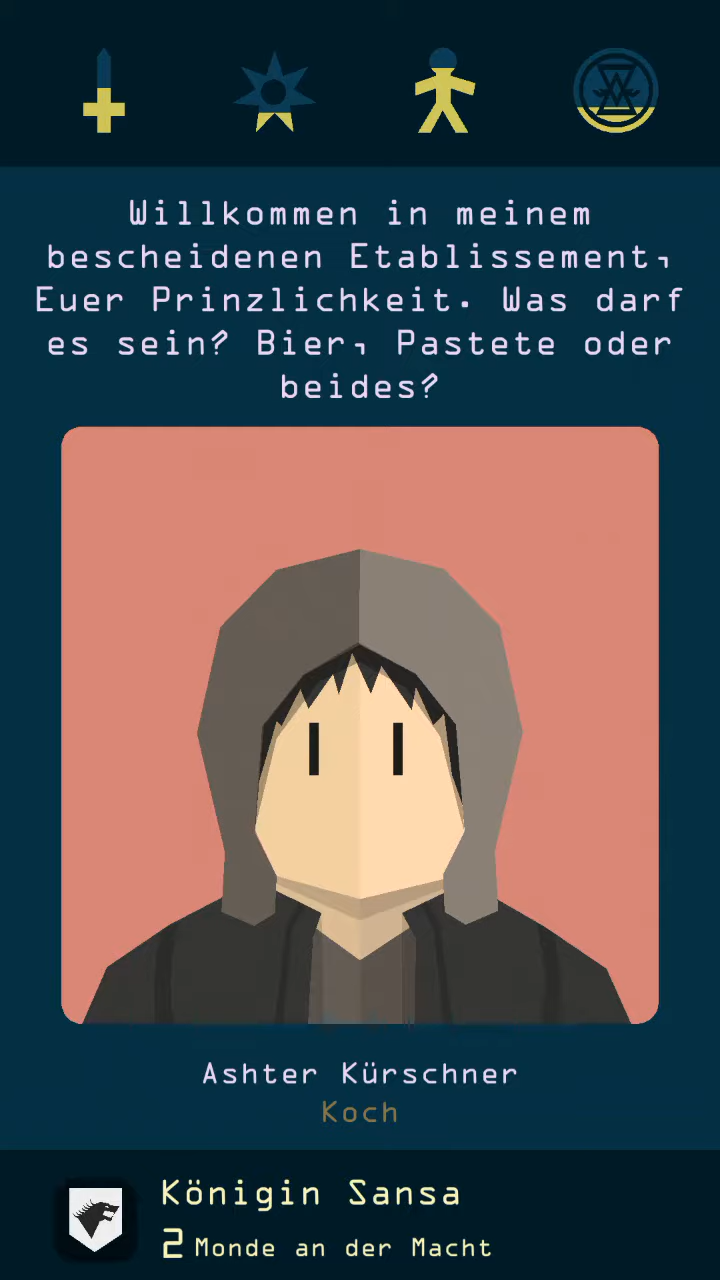 Willkommen in meinem
bescheidenen Etablissement,
Euer Prinzlichkeit. Was darf
es sein? Bier, Pastete oder
beides?
Ashter Kürschner
Koch
Königin Sansa
2 Monde an der Macht